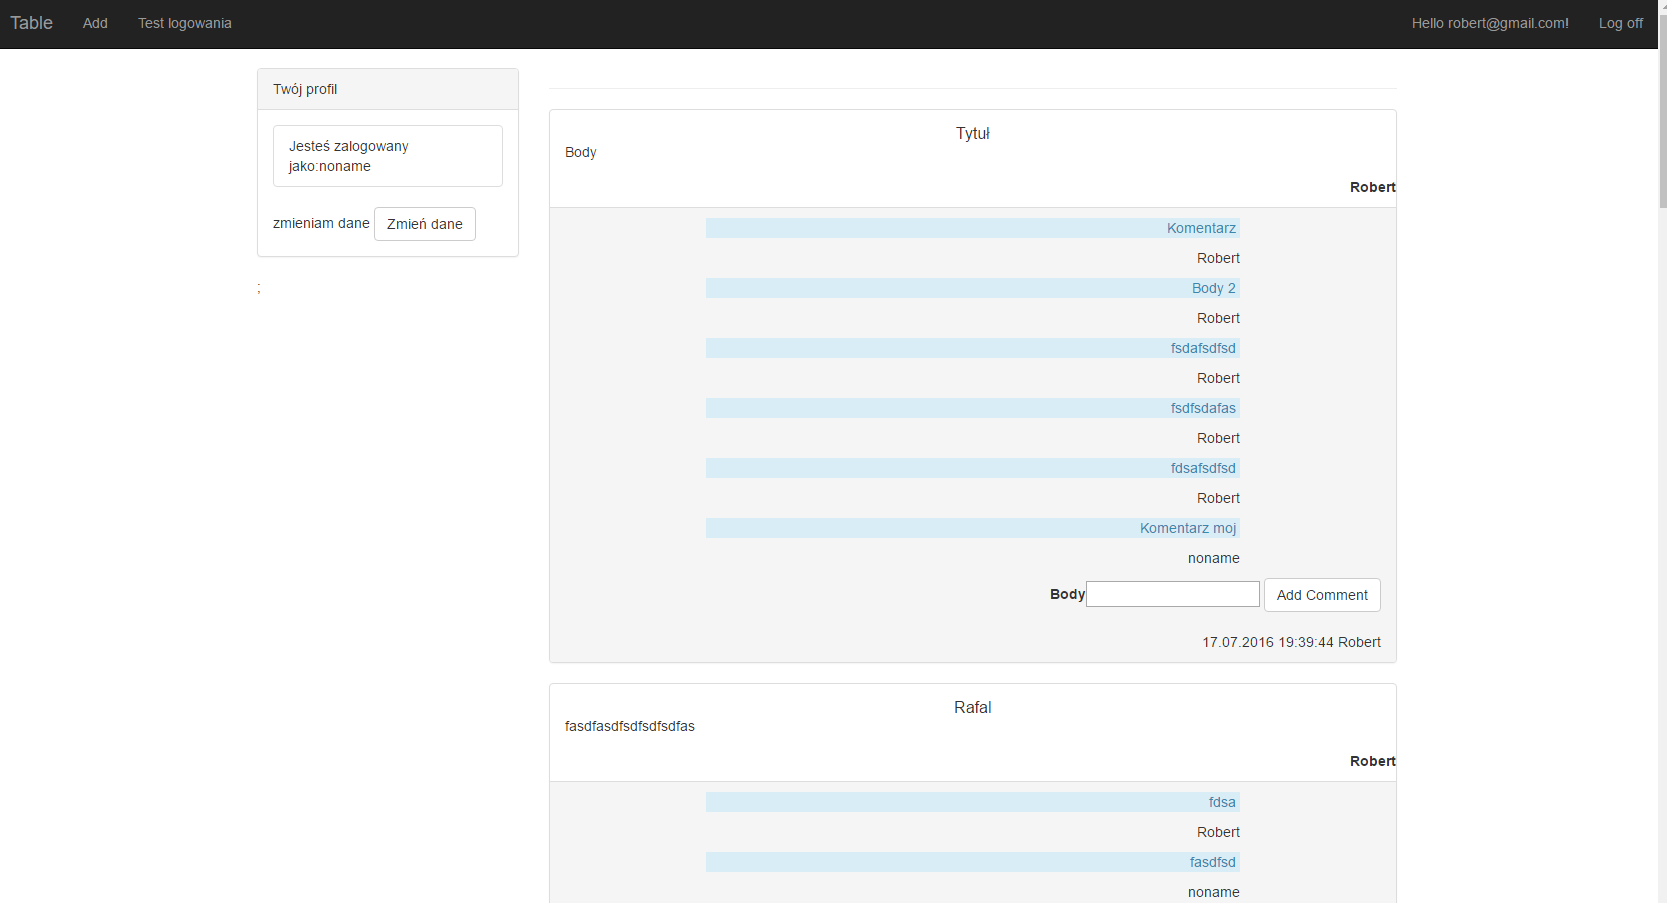 Table Add Test logowania Hello robert@gmail.com! Log off
Twój profil
Jesteś zalogowany
jako:noname
zmieniam dane Zmień dane
;
Tytuł
Body
Robert
Komentarz
Robert
Body 2
Robert
fsdafsdfsd
Robert
fsdfsdafas
Robert
fdsafsdfsd
Robert
Komentarz moj
noname
Body Add Comment
17.07.2016 19:39:44 Robert
Rafal
fasdfasdfsdfsdfsdfas
Robert
fdsa
Robert
fasdfsd
noname